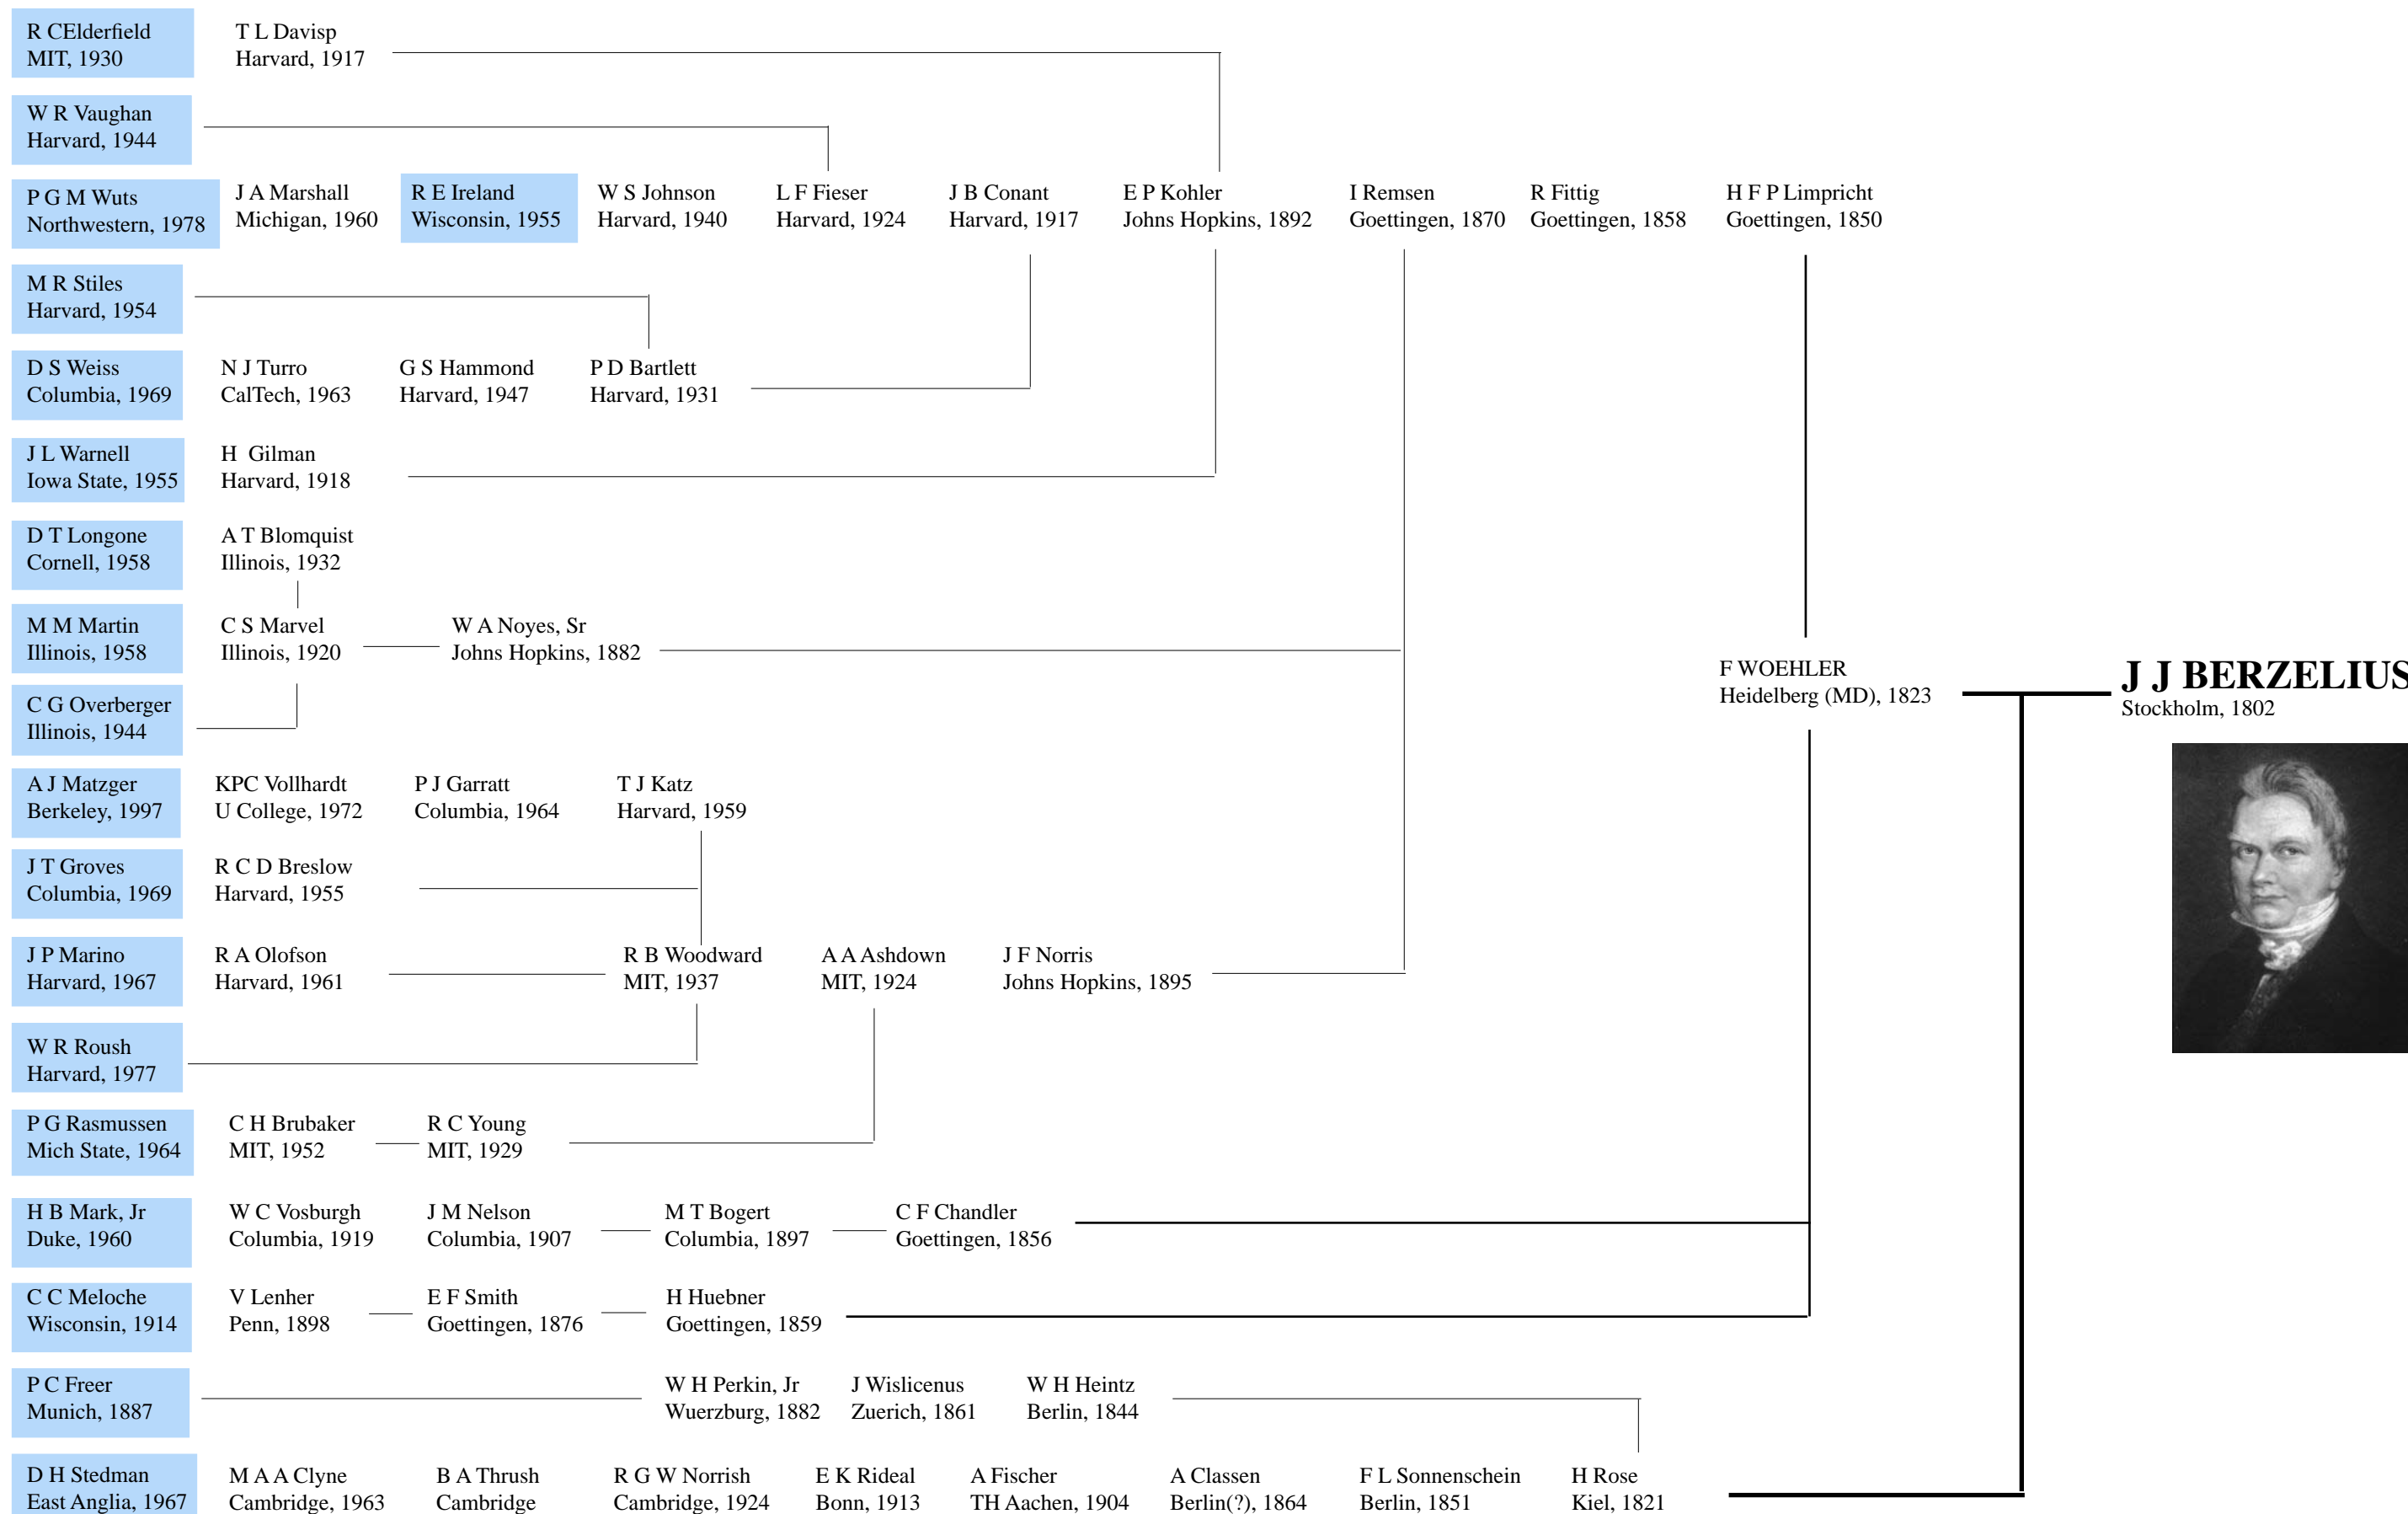 R CElderfield
MIT, 1930
T L Davisp
Harvard, 1917
W R Vaughan
Harvard, 1944
P G M Wuts
Northwestern, 1978
J A Marshall
Michigan, 1960
R E Ireland
Wisconsin, 1955
W S Johnson
Harvard, 1940
L F Fieser
Harvard, 1924
J B Conant
Harvard, 1917
E P Kohler
Johns Hopkins, 1892
I Remsen
Goettingen, 1870
R Fittig
Goettingen, 1858
H F P Limpricht
Goettingen, 1850
M R Stiles
Harvard, 1954
D S Weiss
Columbia, 1969
N J Turro
CalTech, 1963
G S Hammond
Harvard, 1947
P D Bartlett
Harvard, 1931
J L Warnell
Iowa State, 1955
H Gilman
Harvard, 1918
D T Longone
Cornell, 1958
A T Blomquist
Illinois, 1932
M M Martin
Illinois, 1958
C S Marvel
Illinois, 1920
W A Noyes, Sr
Johns Hopkins, 1882
F WOEHLER
Heidelberg (MD), 1823
J J BERZELIUS
Stockholm, 1802
C G Overberger
Illinois, 1944
A J Matzger
Berkeley, 1997
KPC Vollhardt
U College, 1972
P J Garratt
Columbia, 1964
T J Katz
Harvard, 1959
J T Groves
Columbia, 1969
R C D Breslow
Harvard, 1955
J P Marino
Harvard, 1967
R A Olofson
Harvard, 1961
R B Woodward
MIT, 1937
A A Ashdown
MIT, 1924
J F Norris
Johns Hopkins, 1895
W R Roush
Harvard, 1977
P G Rasmussen
Mich State, 1964
C H Brubaker
MIT, 1952
R C Young
MIT, 1929
H B Mark, Jr
Duke, 1960
W C Vosburgh
Columbia, 1919
J M Nelson
Columbia, 1907
M T Bogert
Columbia, 1897
C F Chandler
Goettingen, 1856
C C Meloche
Wisconsin, 1914
V Lenher
Penn, 1898
E F Smith
Goettingen, 1876
H Huebner
Goettingen, 1859
P C Freer
Munich, 1887
W H Perkin, Jr
Wuerzburg, 1882
J Wislicenus
Zuerich, 1861
W H Heintz
Berlin, 1844
D H Stedman
East Anglia, 1967
M A A Clyne
Cambridge, 1963
B A Thrush
Cambridge
R G W Norrish
Cambridge, 1924
E K Rideal
Bonn, 1913
A Fischer
TH Aachen, 1904
A Classen
Berlin(?), 1864
F L Sonnenschein
Berlin, 1851
H Rose
Kiel, 1821